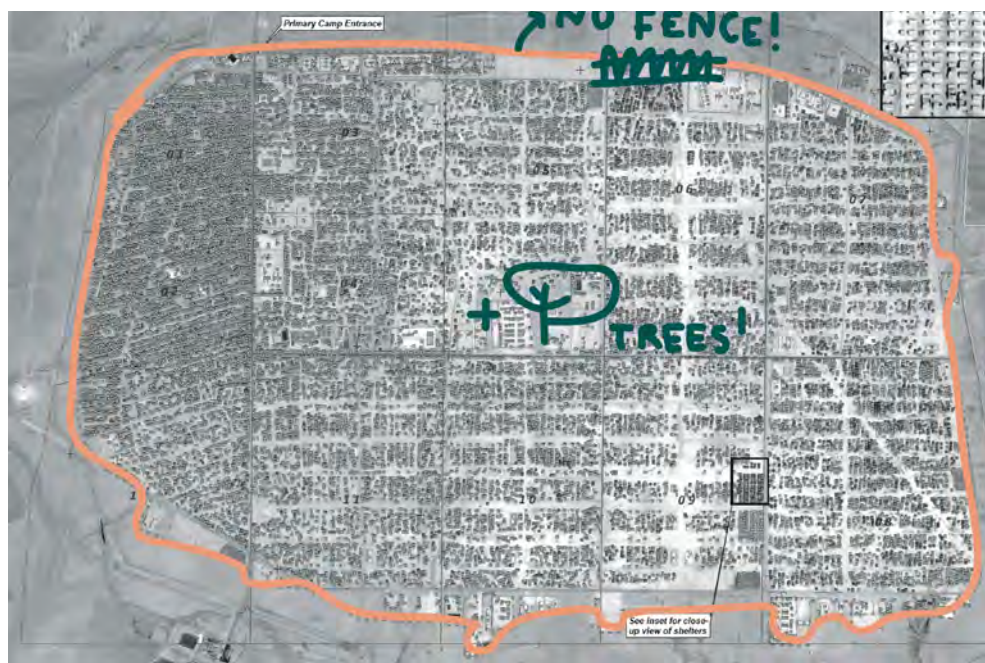 NO FENCE!
Primary Camp Entrance
03
01
05
06
07
02
04
+
TREES!
1
11
10
09
08
See inset for close-
up view of shelters